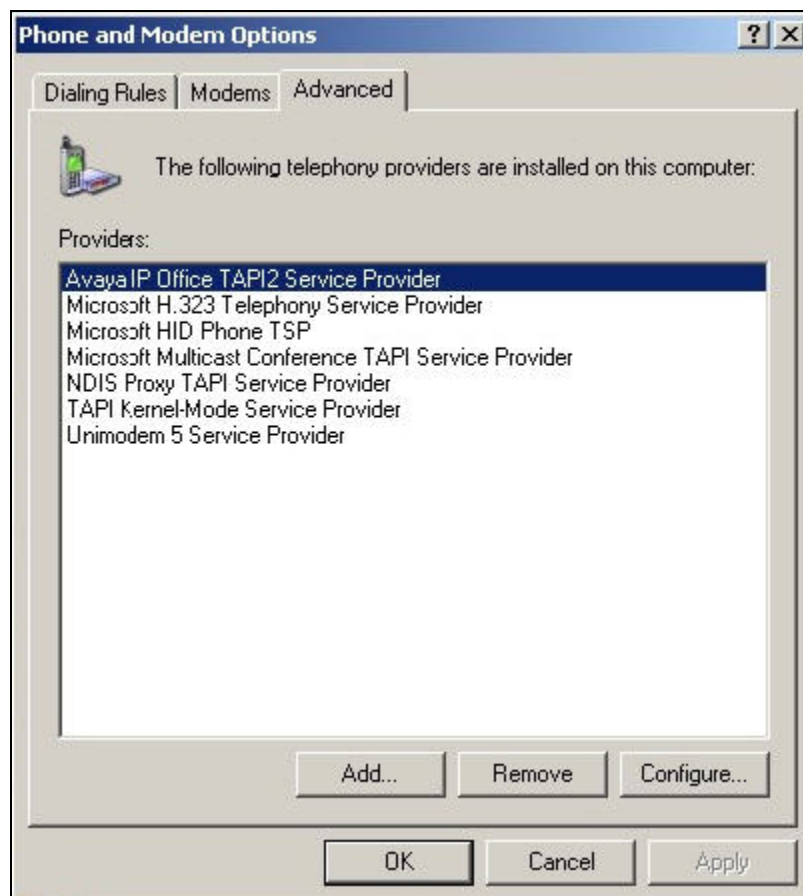 Phone and Modem Options
Dialing Rules
Modems
Advanced
The following telephony providers are installed on this computer:
Providers:
Avaya IP Office TAPI2 Service Provider
Microsoft H.323 Telephony Service Provider
Microsoft HID Phone TSP
Microsoft Multicast Conference TAPI Service Provider
NDIS Proxy TAPI Service Provider
TAPI Kernel-Mode Service Provider
Unimodem 5 Service Provider
Add...
Remove
Configure...
OK
Cancel
Apply